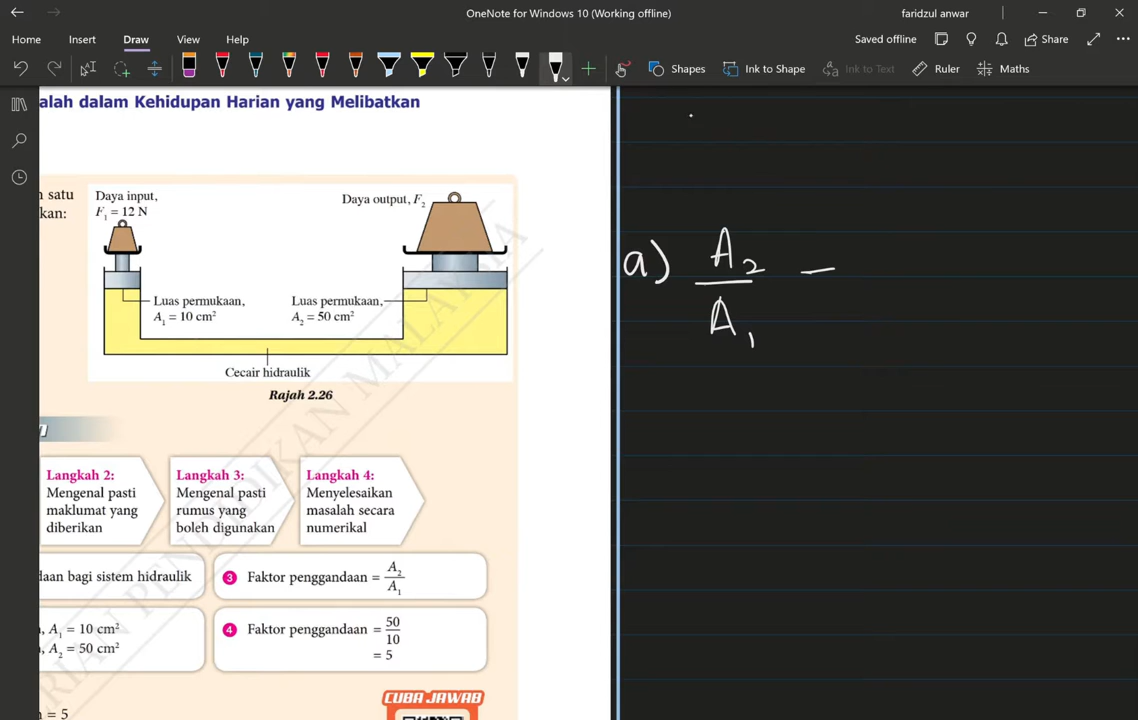 OneNote for Windows 10 (Working offline)
faridzul anwar
Home Insert Draw View Help
Saved offline
Share
Shapes
Ink to Shape
Ink to Text
Ruler
Maths
alah dalam Kehidupan Harian yang Melibatkan
n satu
kan:
Daya input,
F₁ = 12 N
Daya output, F₂
Luas permukaan,
A₁ = 10 cm²
Luas permukaan,
A₂ = 50 cm²
Cecair hidraulik
Rajah 2.26
n
Langkah 2:
Mengenal pasti
maklumat yang
diberikan
Langkah 3:
Mengenal pasti
rumus yang
boleh digunakan
Langkah 4:
Menyelesaikan
masalah secara
numerikal
daan bagi sistem hidraulik
3 Faktor penggandaan = A₂
A₁
n, A₁ = 10 cm²
n, A₂ = 50 cm²
4 Faktor penggandaan = 50
10
= 5
n = 5
CUBA JAWAB
ERIAN PENDIDIKAN MALAYSIA
a) A₂ –
A₁